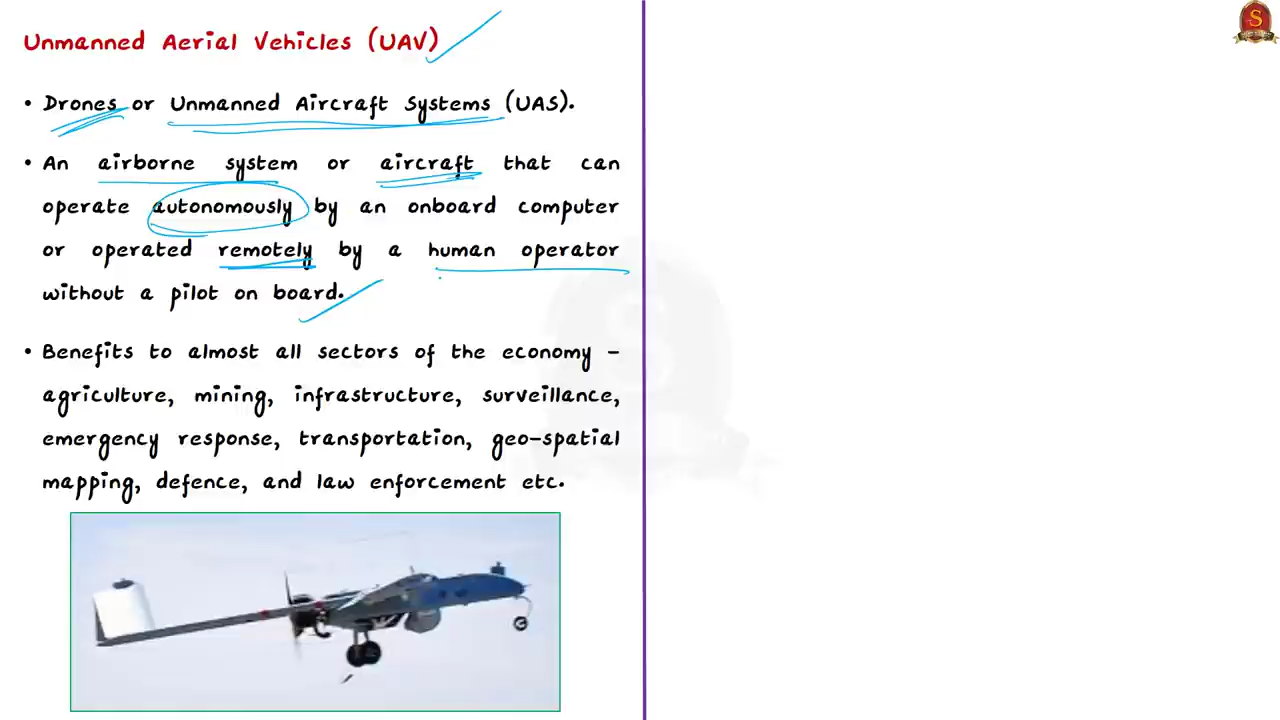 Unmanned Aerial Vehicles (UAV)
• Drones or Unmanned Aircraft Systems (UAS).
• An airborne system or aircraft that can
operate autonomously by an onboard computer
or operated remotely by a human operator
without a pilot on board.
• Benefits to almost all sectors of the economy –
agriculture, mining, infrastructure, surveillance,
emergency response, transportation, geo-spatial
mapping, defence, and law enforcement etc.
S